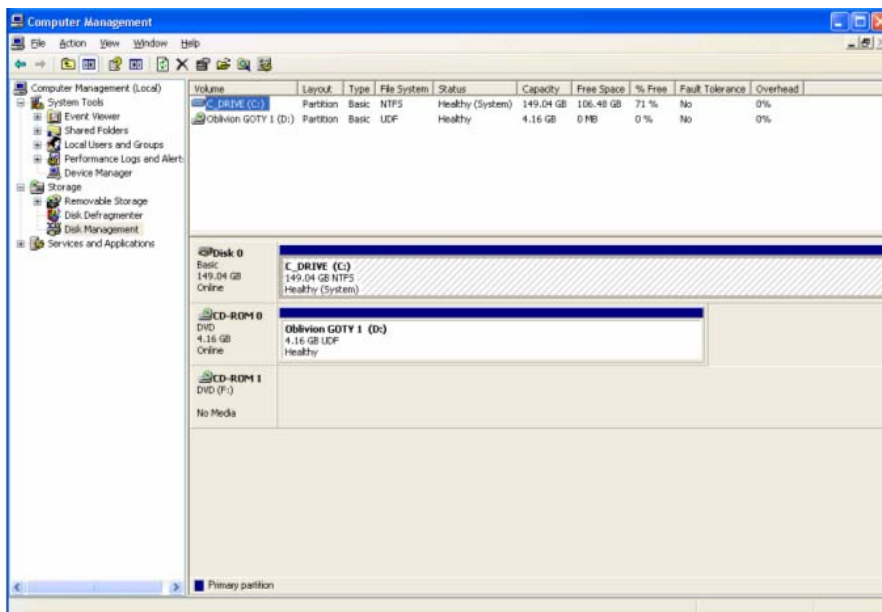 Computer Management
File Action View Window Help
Computer Management (Local)
System Tools
Event Viewer
Shared Folders
Local Users and Groups
Performance Logs and Alert:
Device Manager
Storage
Removable Storage
Disk Defragmenter
Disk Management
Services and Applications
Volume Layout Type File System Status Capacity Free Space % Free Fault Tolerance Overhead
C_DRIVE (C:) Partition Basic NTFS Healthy (System) 149.04 GB 106.48 GB 71 % No 0%
Oblivion GOTY 1 (D:) Partition Basic UDF Healthy 4.16 GB 0 MB 0 % No 0%
Disk 0
Basic
149.04 GB
Online
C_DRIVE (C:)
149.04 GB NTFS
Healthy (System)
CD-ROM 0
DVD
4.16 GB
Online
Oblivion GOTY 1 (D:)
4.16 GB UDF
Healthy
CD-ROM 1
DVD (F:)
No Media
Primary partition